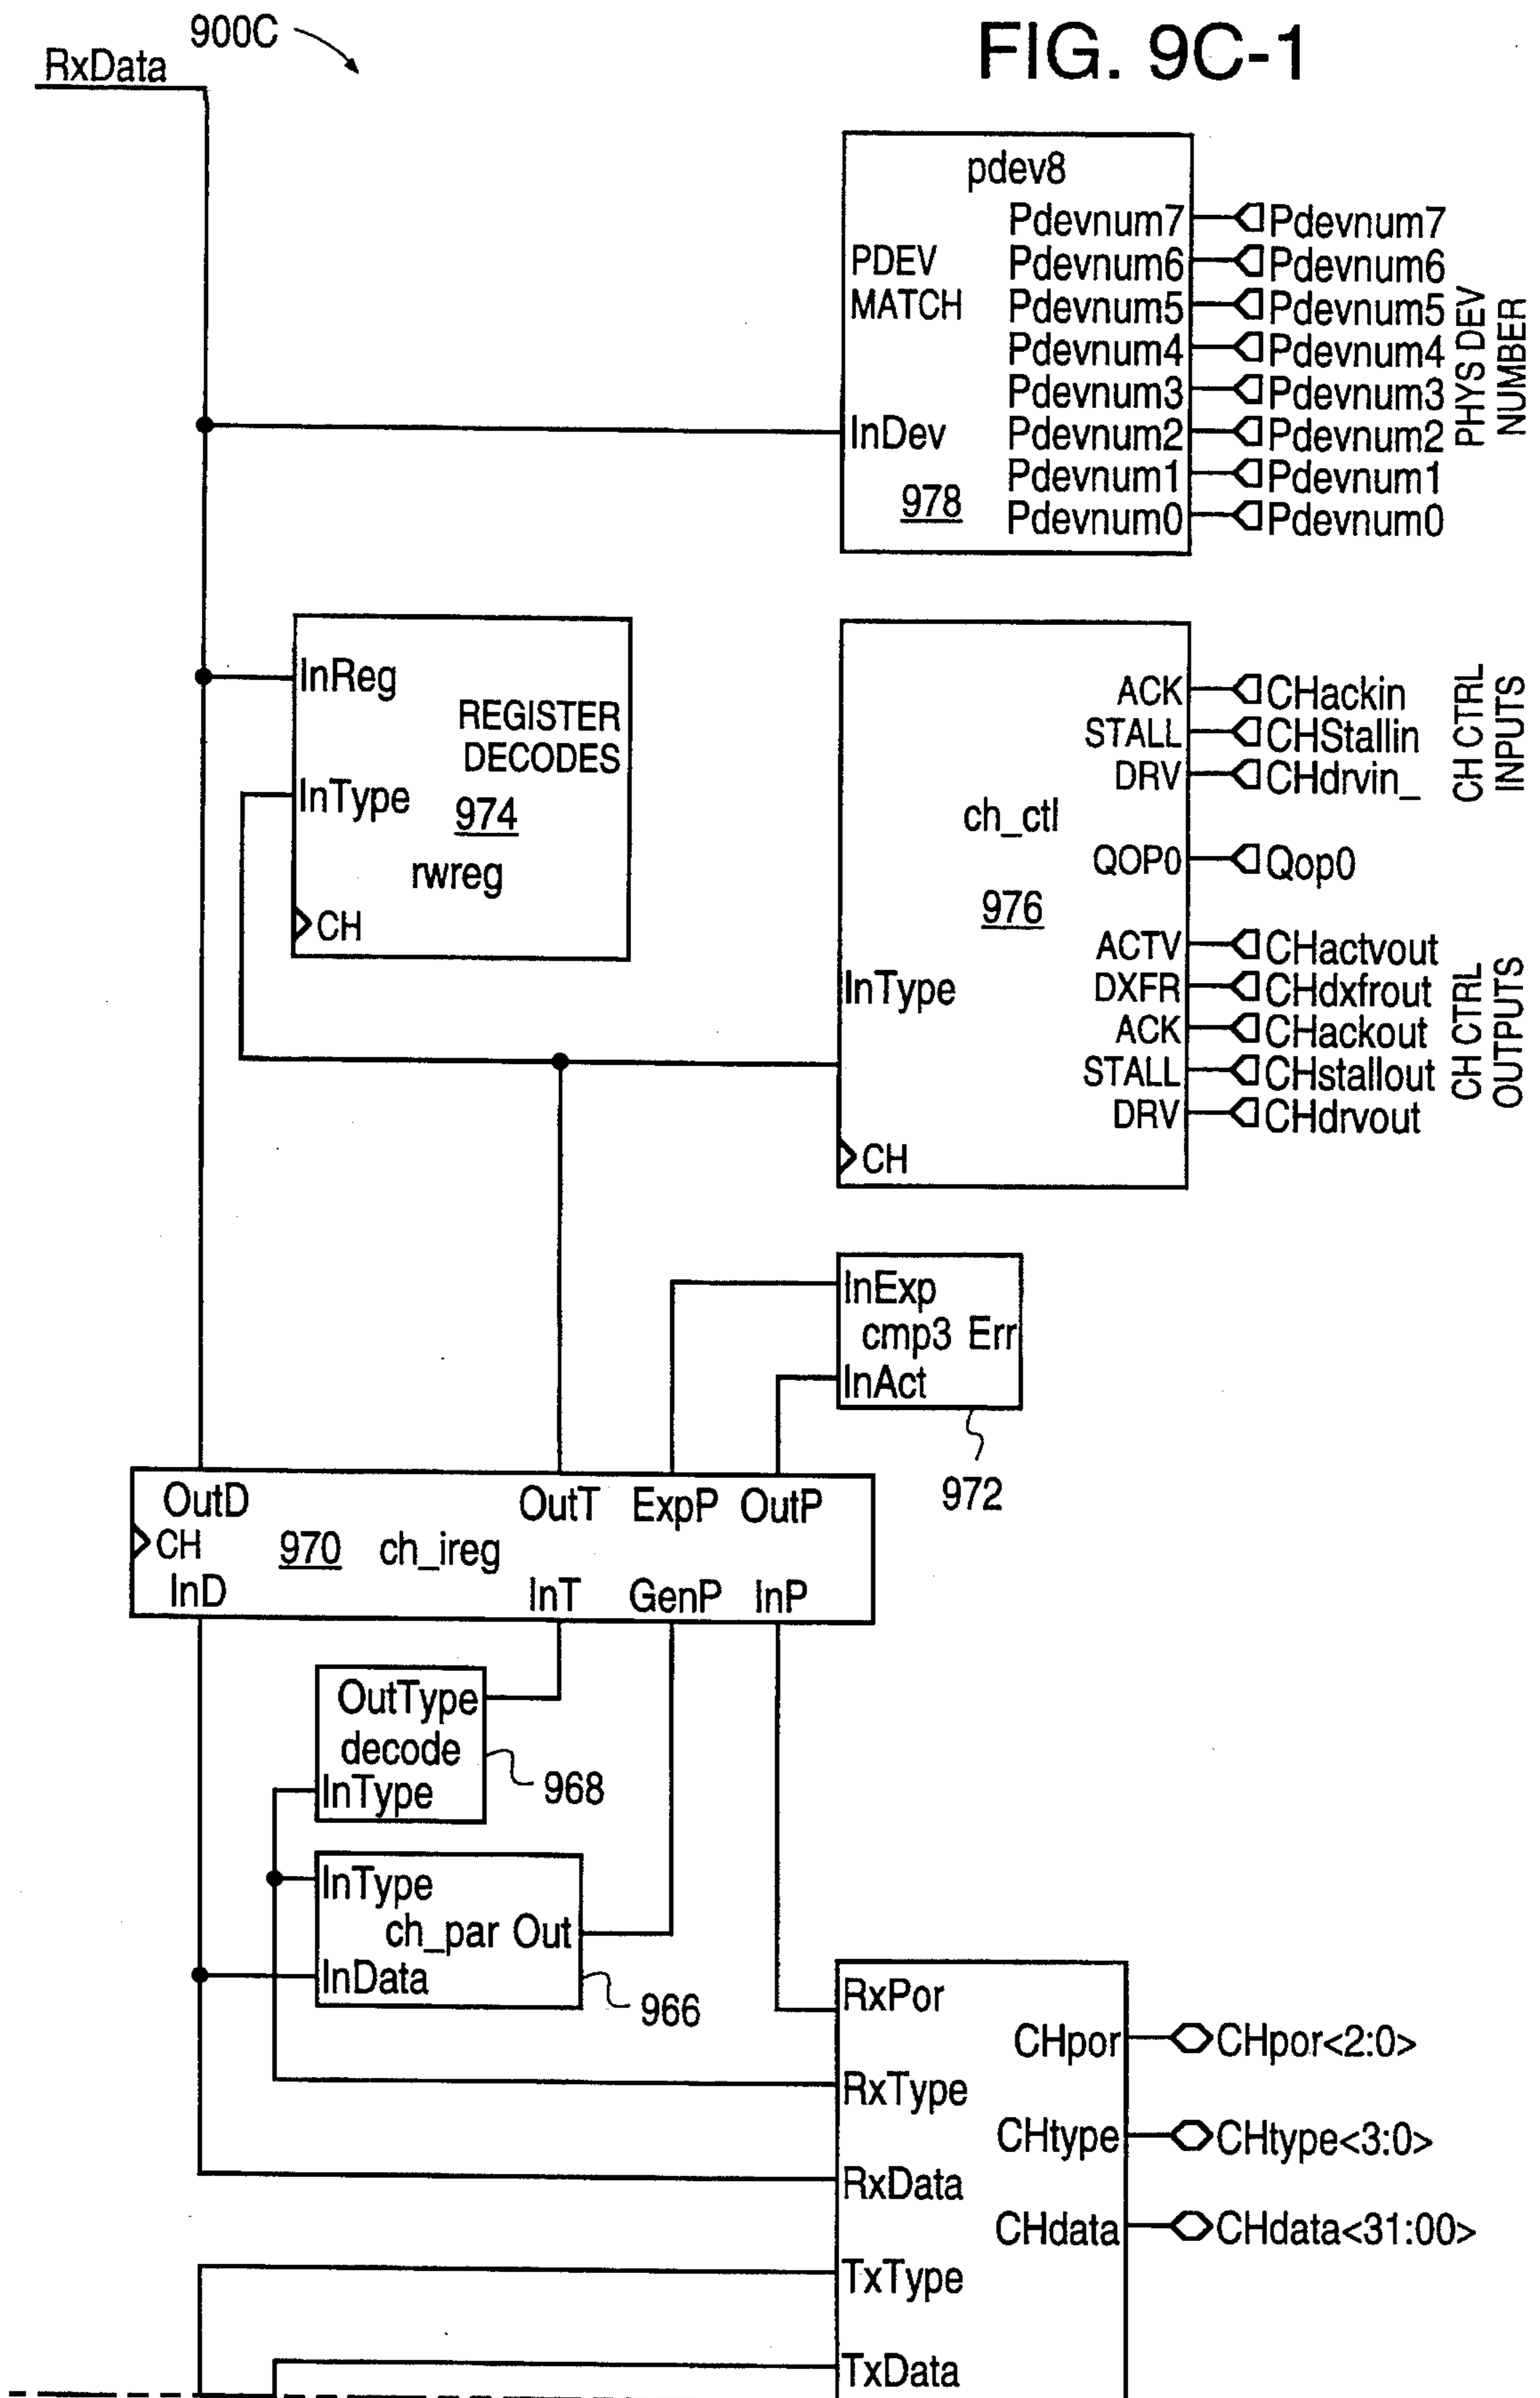 900C
FIG. 9C-1
RxData
pdev8
Pdevnum7 Pdevnum7
PDEV Pdevnum6 Pdevnum6
MATCH Pdevnum5 Pdevnum5
Pdevnum4 Pdevnum4
Pdevnum3 Pdevnum3
InDev Pdevnum2 Pdevnum2
Pdevnum1 Pdevnum1
978 Pdevnum0 Pdevnum0
PHYS DEV
NUMBER
InReg
REGISTER
DECODES
InType
974
rwreg
CH
ACK CHackin
STALL CHStallin
DRV CHdrvin_
CH CTRL
INPUTS
ch_ctl
QOP0 Qop0
976
ACTV CHactvout
InType DXFR CHdxfrout
ACK CHackout
STALL CHstallout
DRV CHdrvout
CH CTRL
OUTPUTS
CH
InExp
cmp3 Err
InAct
972
OutD OutT ExpP OutP
CH 970 ch_ireg
InD InT GenP InP
OutType
decode
InType
968
InType
ch_par Out
InData
966
RxPor
CHpor CHpor<2:0>
RxType
CHtype CHtype<3:0>
RxData
CHdata CHdata<31:00>
TxType
TxData